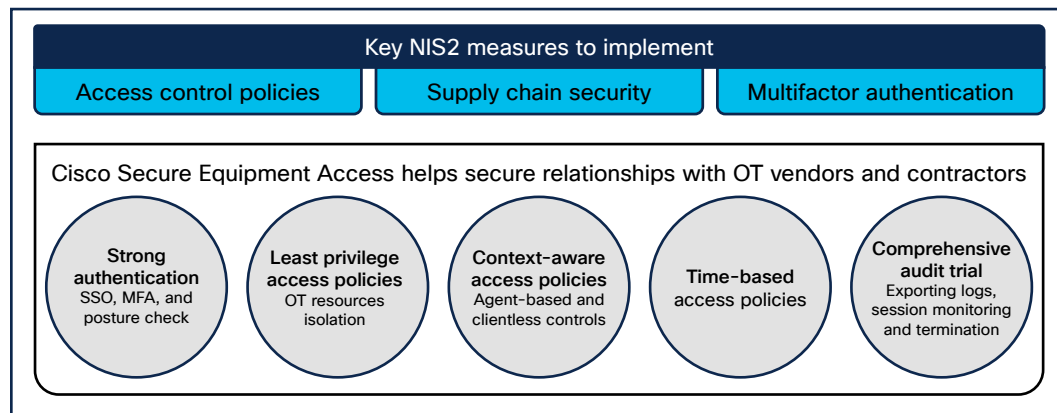 Key NIS2 measures to implement
Access control policies
Supply chain security
Multifactor authentication
Cisco Secure Equipment Access helps secure relationships with OT vendors and contractors
Strong
authentication
SSO, MFA, and
posture check
Least privilege
access policies
OT resources
isolation
Context-aware
access policies
Agent-based and
clientless controls
Time-based
access policies
Comprehensive
audit trial
Exporting logs,
session monitoring
and termination